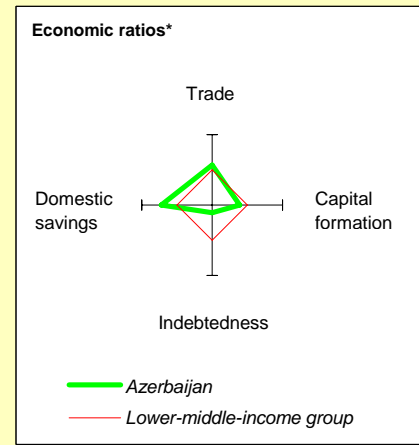 Economic ratios*
Trade
Domestic
savings
Capital
formation
Indebtedness
Azerbaijan
Lower-middle-income group